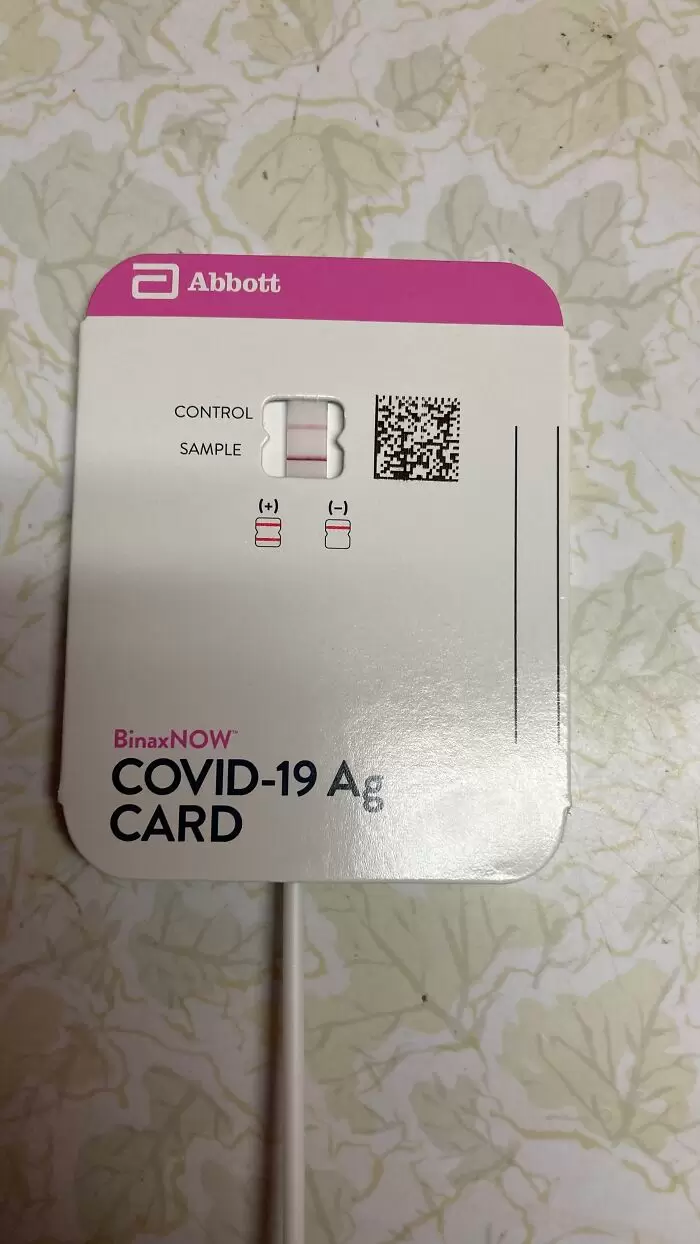 Abbott
CONTROL
SAMPLE
(+) (-)
BinaxNOW™
COVID-19 Ag
CARD